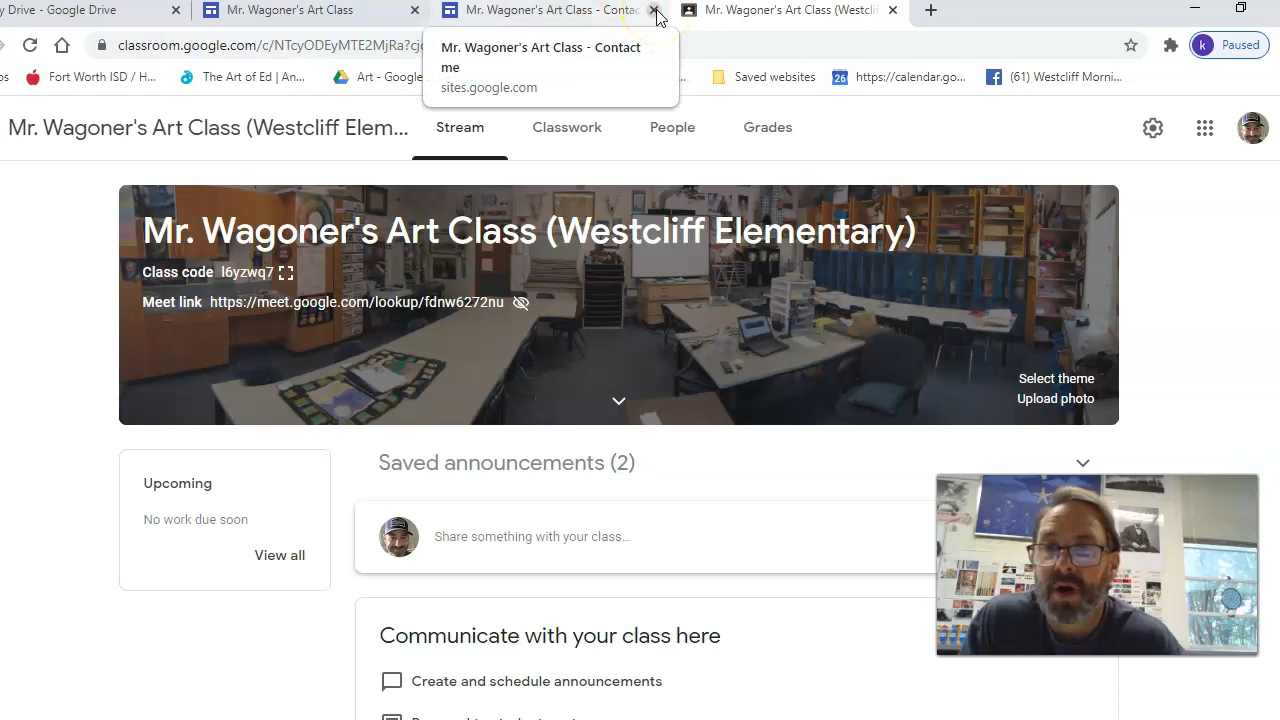 y Drive - Google Drive
Mr. Wagoner's Art Class
Mr. Wagoner's Art Class - Contac
Mr. Wagoner's Art Class (Westcli
classroom.google.com/c/NTcyODEyMTE2MjRa?cj
k Paused
ps
Fort Worth ISD / H...
The Art of Ed | An...
Art - Google
Saved websites
26
https://calendar.go...
(61) Westcliff Morni...
Mr. Wagoner's Art Class - Contact
me
sites.google.com
Mr. Wagoner's Art Class (Westcliff Elem...
Stream
Classwork
People
Grades
Mr. Wagoner's Art Class (Westcliff Elementary)
Class code l6yzwq7
Meet link https://meet.google.com/lookup/fdnw6272nu
Select theme
Upload photo
Upcoming
No work due soon
View all
Saved announcements (2)
Share something with your class...
Communicate with your class here
Create and schedule announcements